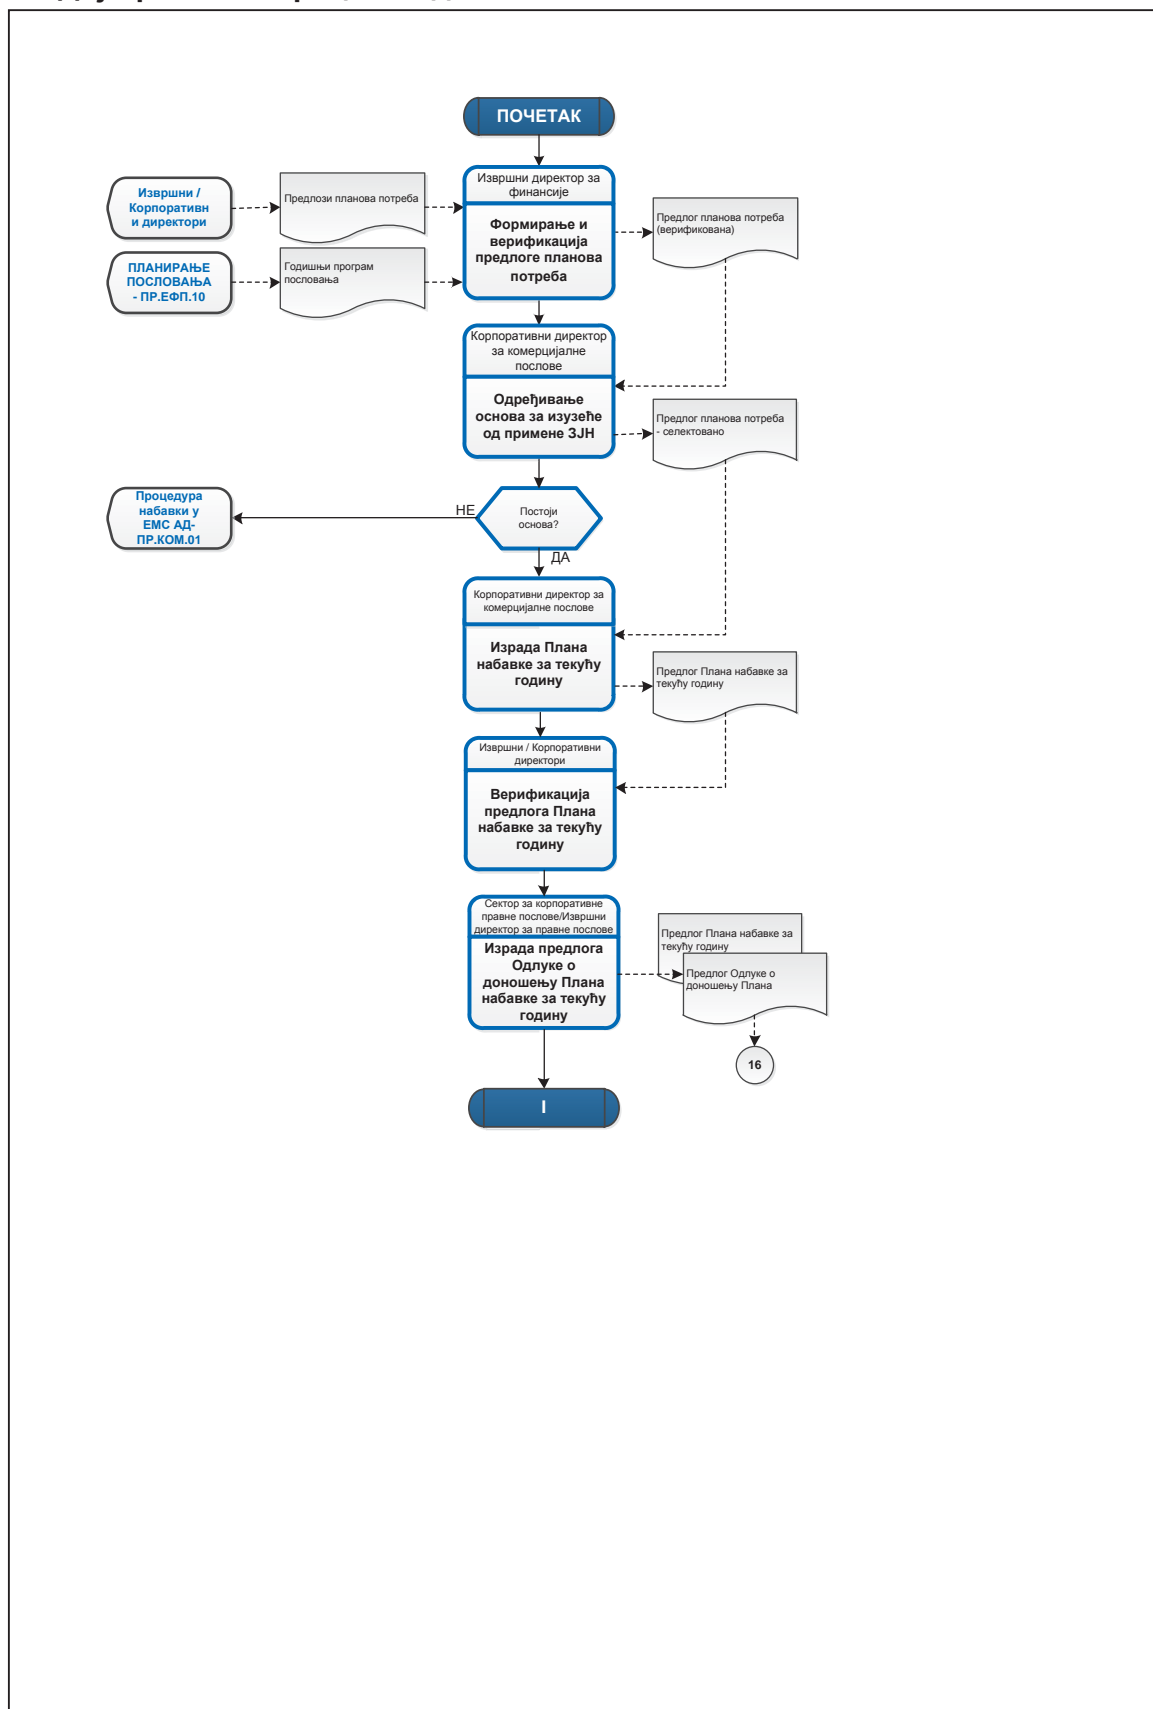 ПОЧЕТАК
Извршни директор за
финансије
Извршни /
Корпоративн
и директори
Предлози планова потреба
Формирање и
верификација
предлоге планова
потреба
Предлог планова потреба
(верификована)
ПЛАНИРАЊЕ
ПОСЛОВАЊА
- ПР.ЕФП.10
Годишњи програм
пословања
Корпоративни директор
за комерцијалне
послове
Одређивање
основа за изузеће
од примене ЗЈН
Предлог планова потреба
- селектовано
Процедура
набавки у
ЕМС АД-
ПР.КОМ.01
НЕ
Постоји
основа?
ДА
Корпоративни директор за
комерцијалне послове
Израда Плана
набавке за текућу
годину
Предлог Плана набавке за
текућу годину
Извршни / Корпоративни
директори
Верификација
предлога Плана
набавке за текућу
годину
Сектор за корпоративне
правне послове/Извршни
директор за правне послове
Израда предлога
Одлуке о
доношењу Плана
набавке за текућу
годину
Предлог Плана набавке за
текућу годину
Предлог Одлуке о
доношењу Плана
16
I